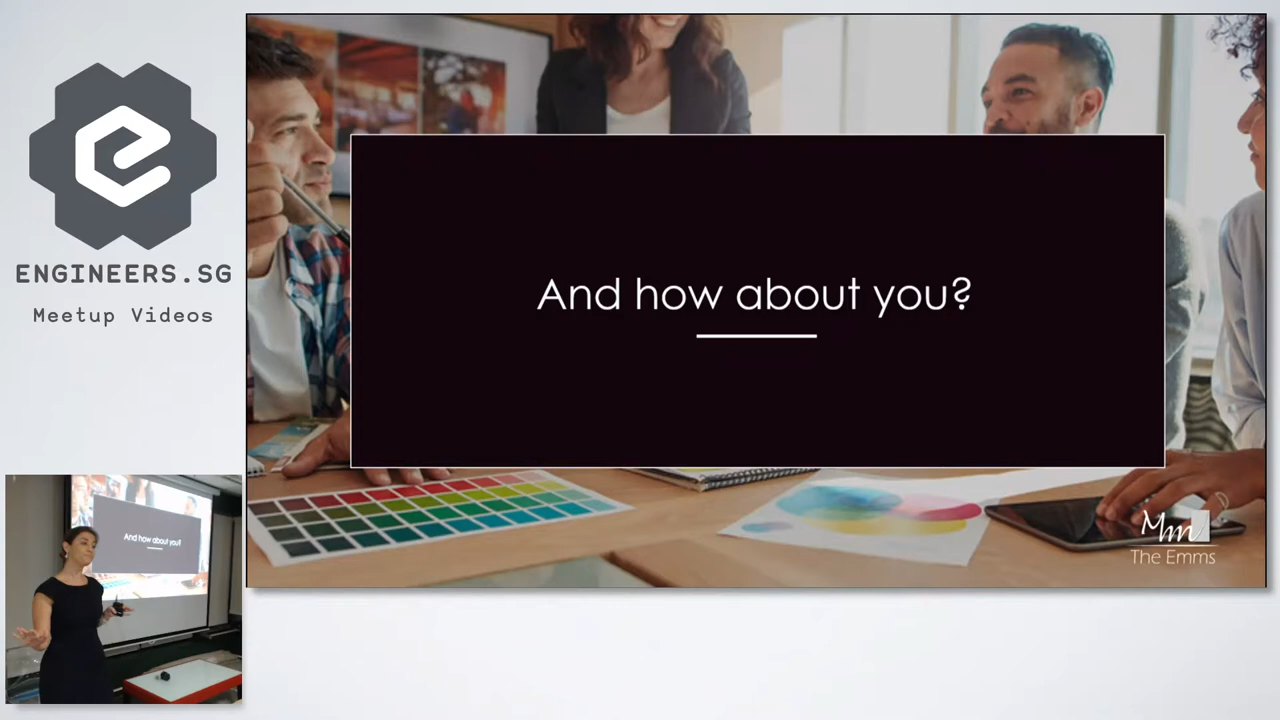 ENGINEERS.SG
Meetup Videos
And how about you?
Mm
The Emms
And how about you?